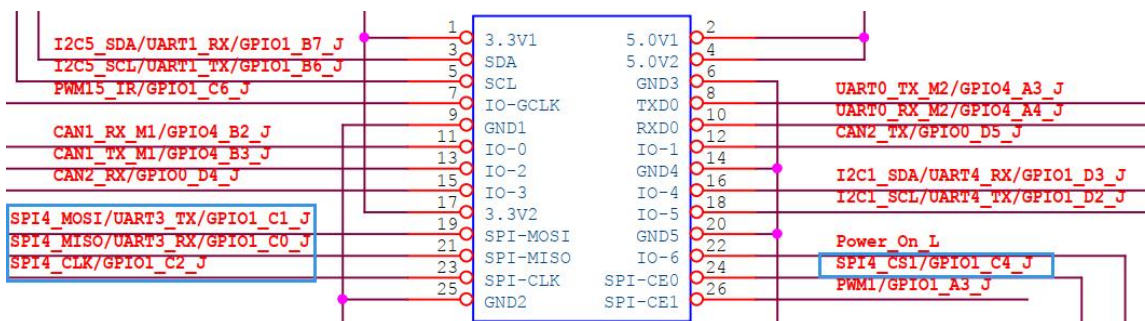 1 2
I2C5_SDA/UART1_RX/GPIO1_B7_J 3 3.3V1 5.0V1 4
I2C5_SCL/UART1_TX/GPIO1_B6_J 5 SDA 5.0V2 6
PWM15_IR/GPIO1_C6_J 7 SCL GND3 8 UART0_TX_M2/GPIO4_A3_J
9 IO-GCLK TXD0 10 UART0_RX_M2/GPIO4_A4_J
CAN1_RX_M1/GPIO4_B2_J 11 GND1 RXD0 12 CAN2_TX/GPIO0_D5_J
CAN1_TX_M1/GPIO4_B3_J 13 IO-0 IO-1 14
CAN2_RX/GPIO0_D4_J 15 IO-2 GND4 16 I2C1_SDA/UART4_RX/GPIO1_D3_J
17 IO-3 IO-4 18 I2C1_SCL/UART4_TX/GPIO1_D2_J
SPI4_MOSI/UART3_TX/GPIO1_C1_J 19 3.3V2 IO-5 20
SPI4_MISO/UART3_RX/GPIO1_C0_J 21 SPI-MOSI GND5 22 Power_On_L
SPI4_CLK/GPIO1_C2_J 23 SPI-MISO IO-6 24 SPI4_CS1/GPIO1_C4_J
25 SPI-CLK SPI-CE0 26 PWM1/GPIO1_A3_J
GND2 SPI-CE1